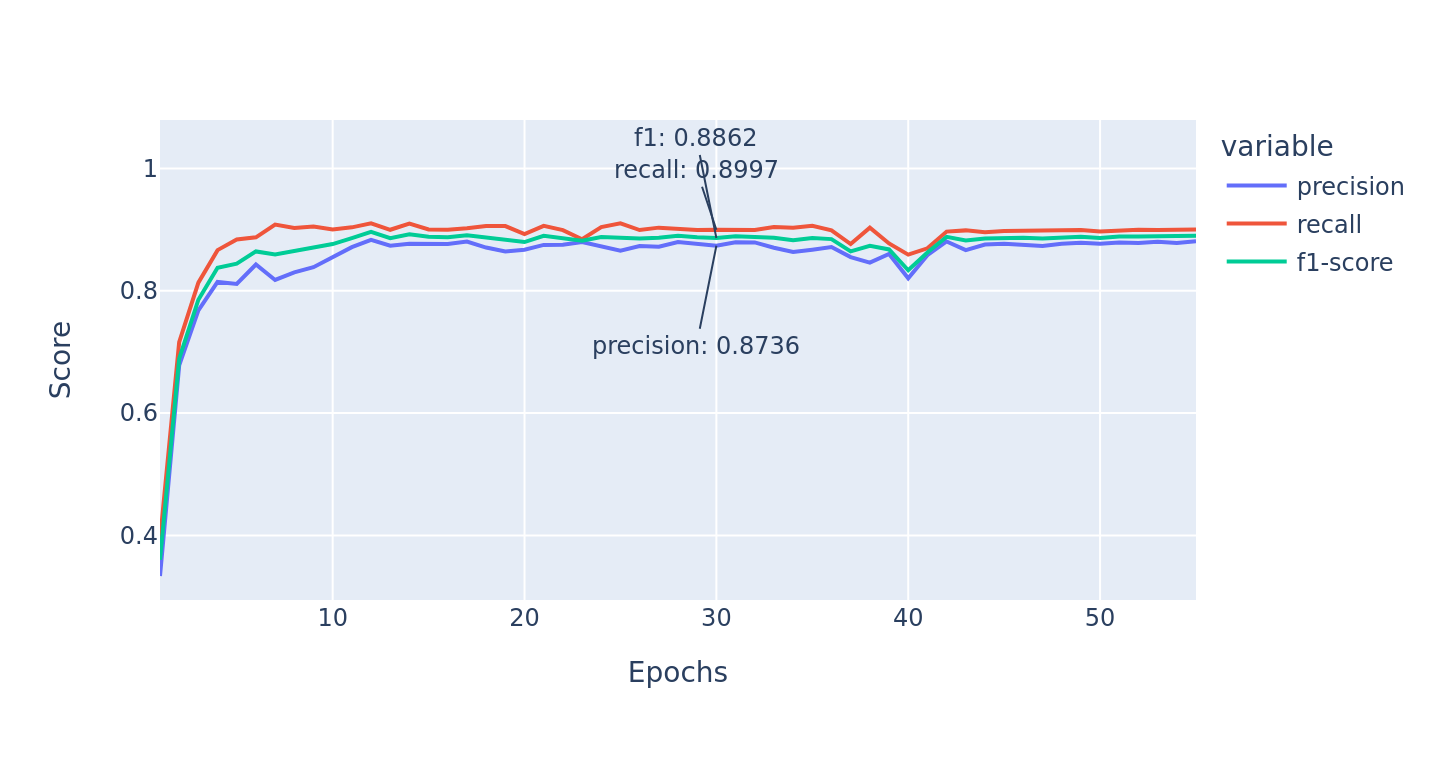 f1: 0.8862
recall: 0.8997
precision: 0.8736
1
0.8
0.6
0.4
Score
10 20 30 40 50
Epochs
variable
precision
recall
f1-score